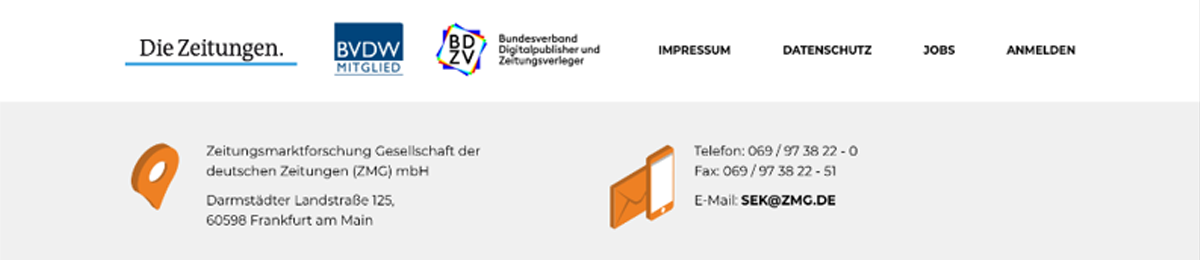 Die Zeitungen.
BVDW
MITGLIED
BD
ZV
Bundesverband
Digitalpublisher und
Zeitungsverleger
IMPRESSUM
DATENSCHUTZ
JOBS
ANMELDEN
Zeitungsmarktforschung Gesellschaft der
deutschen Zeitungen (ZMG) mbH
Darmstädter Landstraße 125,
60598 Frankfurt am Main
Telefon: 069 / 97 38 22 - 0
Fax: 069 / 97 38 22 - 51
E-Mail: SEK@ZMG.DE